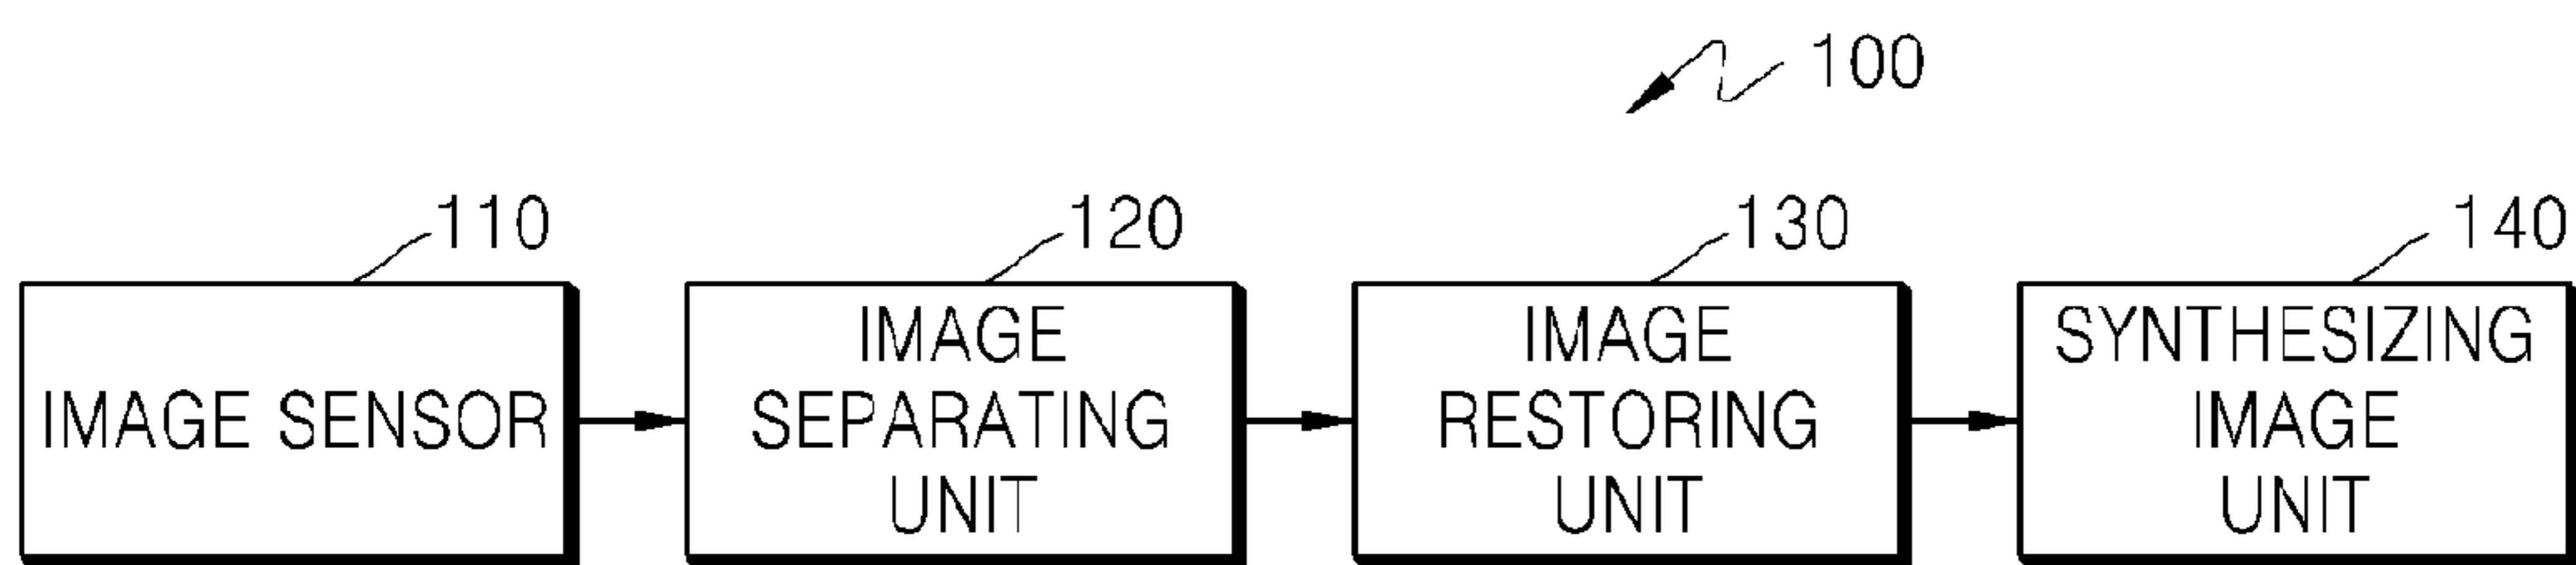 100
110
120
130
140
IMAGE SENSOR
IMAGE
SEPARATING
UNIT
IMAGE
RESTORING
UNIT
SYNTHESIZING
IMAGE
UNIT